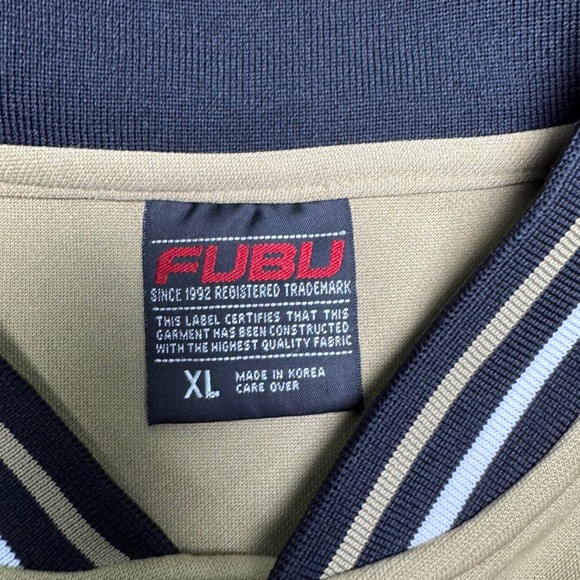 FUBU
SINCE 1992 REGISTERED TRADEMARK
THIS LABEL CERTIFIES THAT THIS
GARMENT HAS BEEN CONSTRUCTED
WITH THE HIGHEST QUALITY FABRIC
XL
MADE IN KOREA
CARE OVER